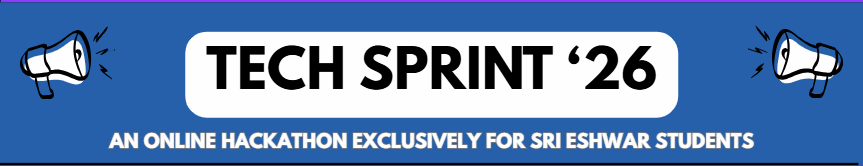 TECH SPRINT ‘26
AN ONLINE HACKATHON EXCLUSIVELY FOR SRI ESHWAR STUDENTS